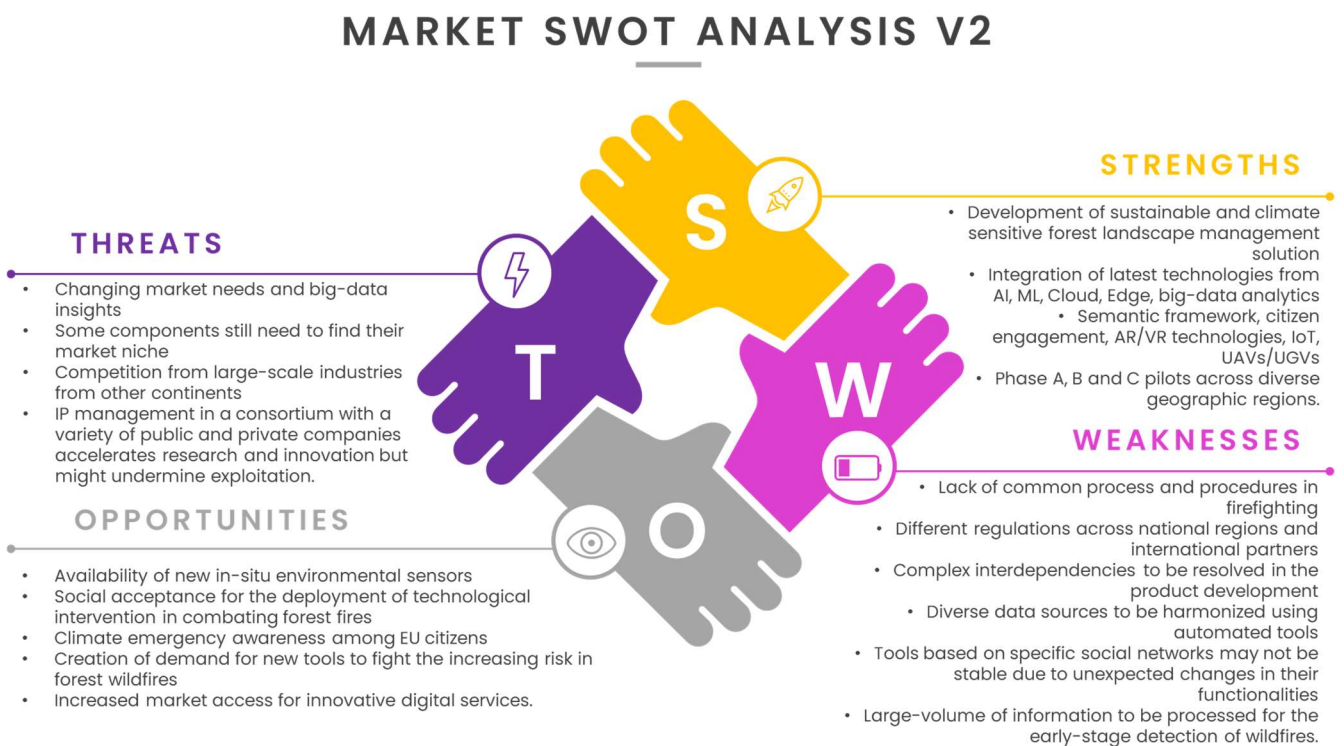 MARKET SWOT ANALYSIS V2
S
T
W
O
STRENGTHS
• Development of sustainable and climate
sensitive forest landscape management
solution
• Integration of latest technologies from
AI, ML, Cloud, Edge, big-data analytics
• Semantic framework, citizen
engagement, AR/VR technologies, IoT,
UAVs/UGVs
• Phase A, B and C pilots across diverse
geographic regions.
WEAKNESSES
• Lack of common process and procedures in
firefighting
• Different regulations across national regions and
international partners
• Complex interdependencies to be resolved in the
product development
• Diverse data sources to be harmonized using
automated tools
• Tools based on specific social networks may not be
stable due to unexpected changes in their
functionalities
• Large-volume of information to be processed for the
early-stage detection of wildfires.
THREATS
• Changing market needs and big-data
insights
• Some components still need to find their
market niche
• Competition from large-scale industries
from other continents
• IP management in a consortium with a
variety of public and private companies
accelerates research and innovation but
might undermine exploitation.
OPPORTUNITIES
• Availability of new in-situ environmental sensors
• Social acceptance for the deployment of technological
intervention in combating forest fires
• Climate emergency awareness among EU citizens
• Creation of demand for new tools to fight the increasing risk in
forest wildfires
• Increased market access for innovative digital services.